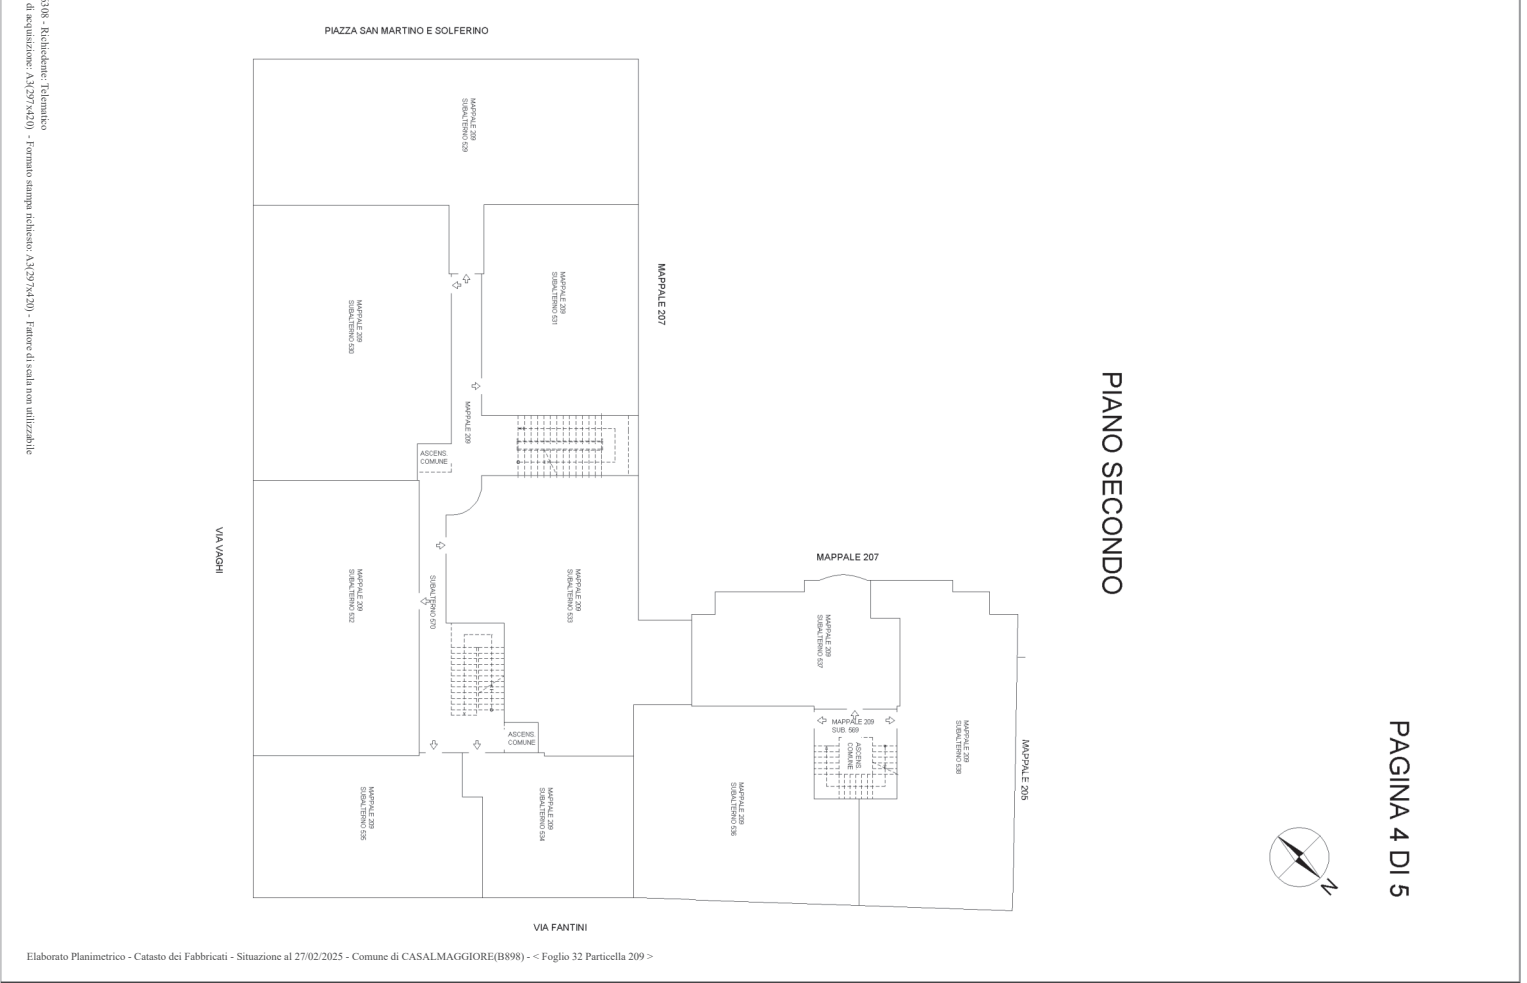 PIAZZA SAN MARTINO E SOLFERINO
6308 - Richiedente: Telematico
di acquisizione: A3(297x420) - Formato stampa richiesto: A3(297x420) - Fattore di scala non utilizzabile
MAPPALE 209
SUBALTERNO 529
MAPPALE 209
SUBALTERNO 530
MAPPALE 209
SUBALTERNO 531
MAPPALE 207
PIANO SECONDO
MAPPALE 209
ASCENS.
COMUNE
VIA VAGHI
MAPPALE 209
SUBALTERNO 532
SUBALTERNO 570
MAPPALE 209
SUBALTERNO 533
MAPPALE 207
MAPPALE 209
SUBALTERNO 537
MAPPALE 209
SUB. 569
ASCENS.
COMUNE
MAPPALE 209
SUBALTERNO 538
MAPPALE 205
ASCENS.
COMUNE
MAPPALE 209
SUBALTERNO 535
MAPPALE 209
SUBALTERNO 534
MAPPALE 209
SUBALTERNO 536
N
PAGINA 4 DI 5
VIA FANTINI
Elaborato Planimetrico - Catasto dei Fabbricati - Situazione al 27/02/2025 - Comune di CASALMAGGIORE(B898) - < Foglio 32 Particella 209 >